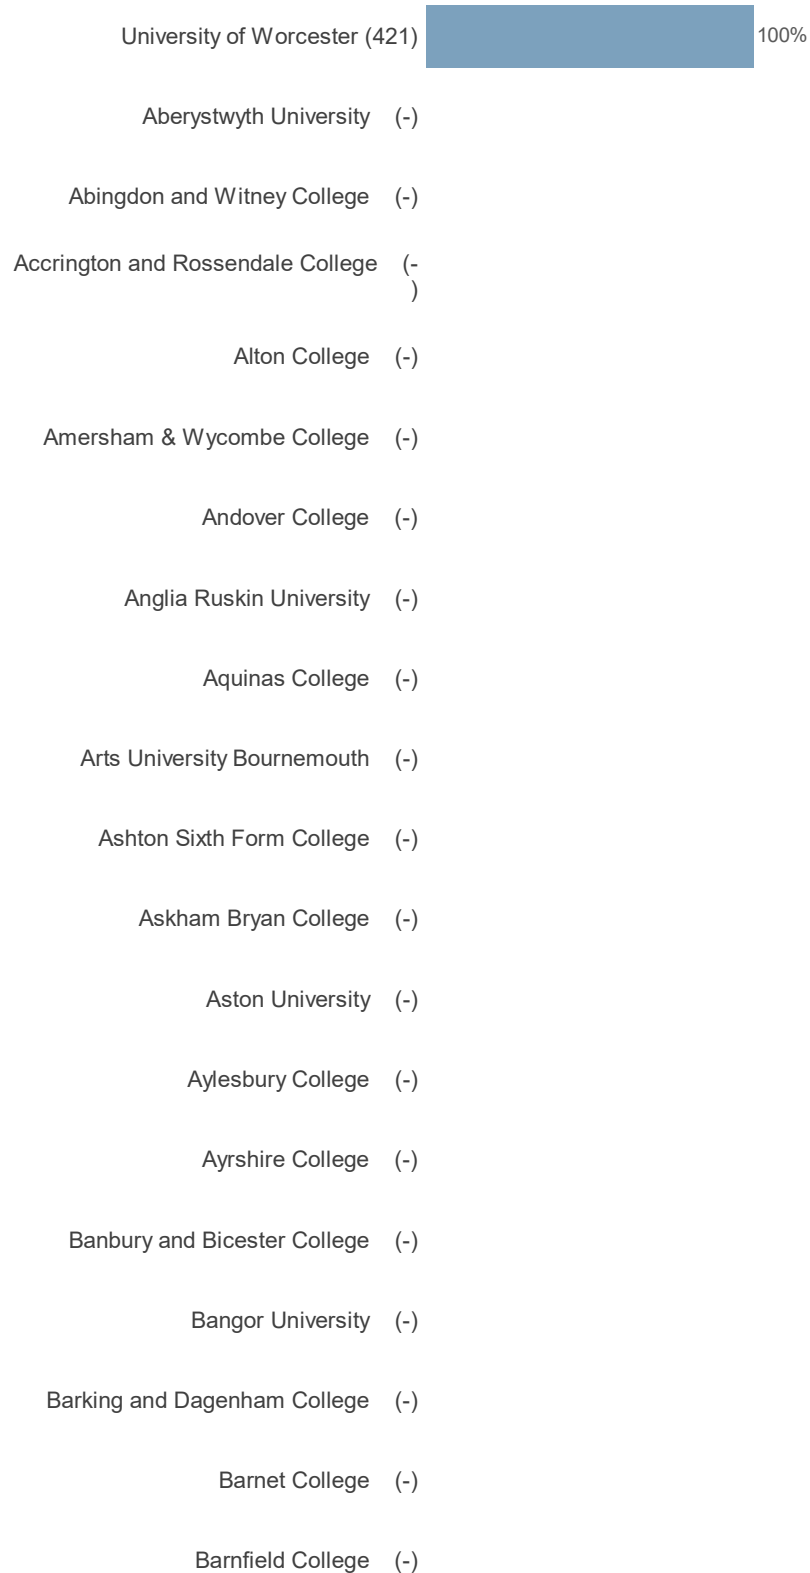 University of Worcester (421) 100%
Aberystwyth University (-)
Abingdon and Witney College (-)
Accrington and Rossendale College (-
)
Alton College (-)
Amersham & Wycombe College (-)
Andover College (-)
Anglia Ruskin University (-)
Aquinas College (-)
Arts University Bournemouth (-)
Ashton Sixth Form College (-)
Askham Bryan College (-)
Aston University (-)
Aylesbury College (-)
Ayrshire College (-)
Banbury and Bicester College (-)
Bangor University (-)
Barking and Dagenham College (-)
Barnet College (-)
Barnfield College (-)